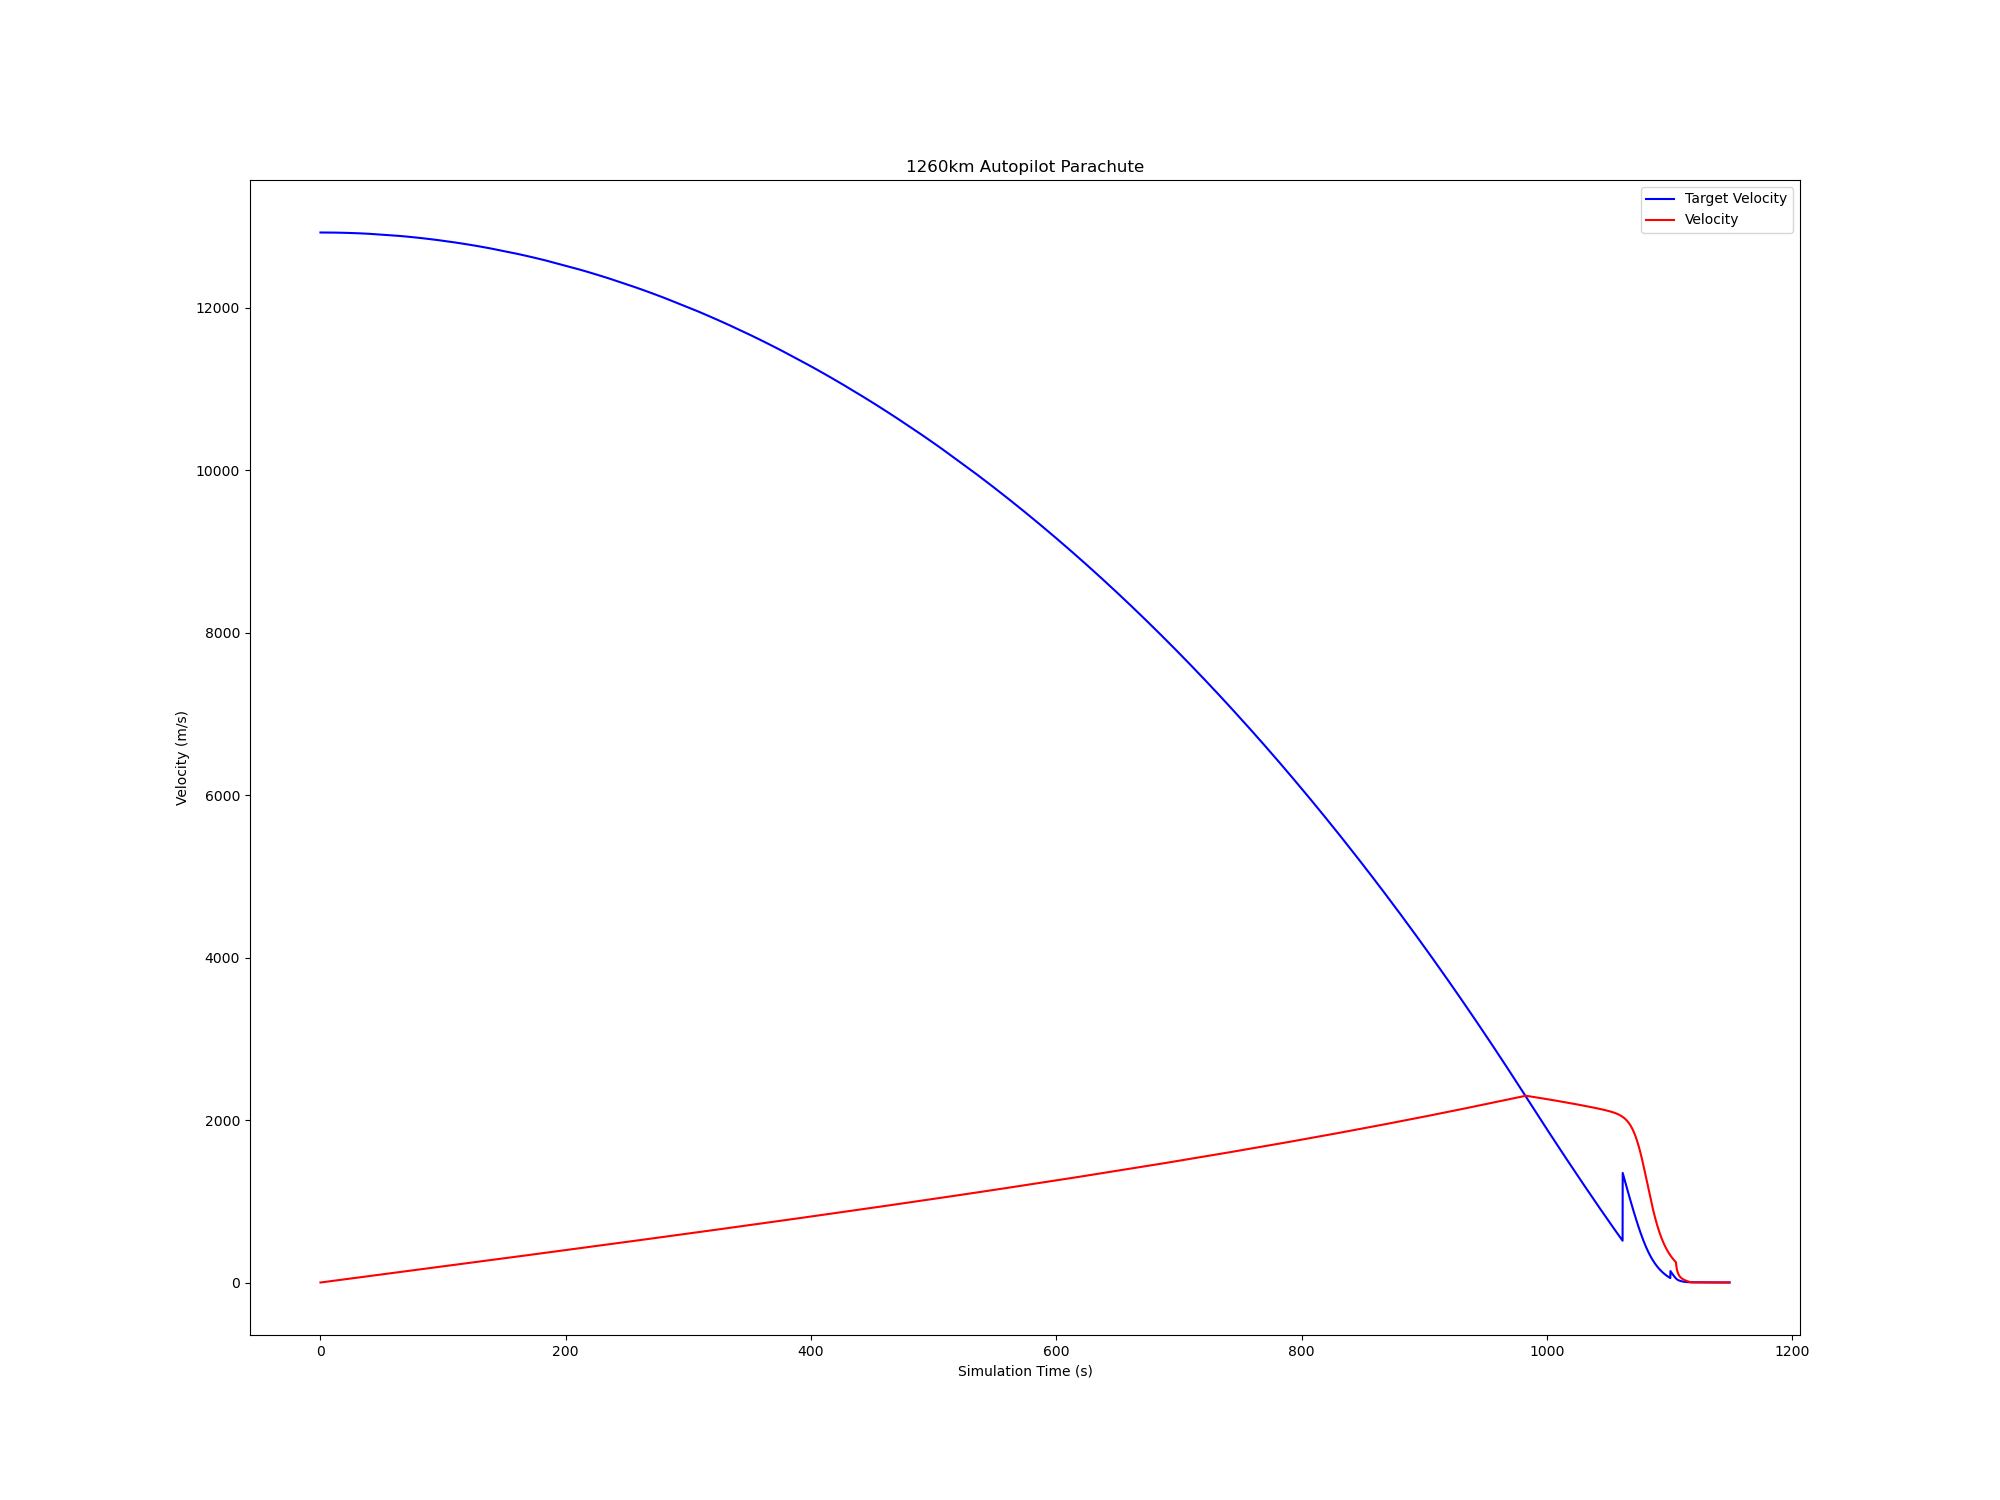 1260km Autopilot Parachute
Target Velocity
Velocity
Velocity (m/s)
12000
10000
8000
6000
4000
2000
0
0 200 400 600 800 1000 1200
Simulation Time (s)